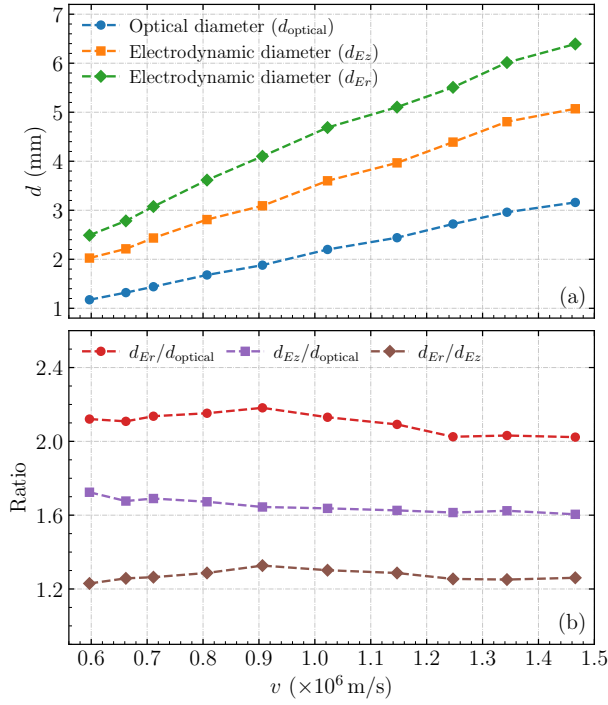 Optical diameter (d_optical)
Electrodynamic diameter (d_Ez)
Electrodynamic diameter (d_Er)
7
6
5
4
3
2
1
d (mm)
(a)
d_Er/d_optical d_Ez/d_optical d_Er/d_Ez
2.4
2.0
1.6
1.2
Ratio
(b)
0.6 0.7 0.8 0.9 1.0 1.1 1.2 1.3 1.4 1.5
v (×10⁶ m/s)